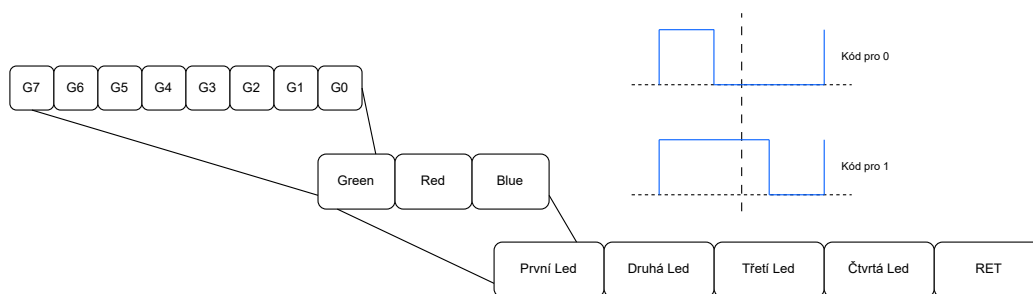 G7 G6 G5 G4 G3 G2 G1 G0
Kód pro 0
Kód pro 1
Green Red Blue
První Led Druhá Led Třetí Led Čtvrtá Led RET